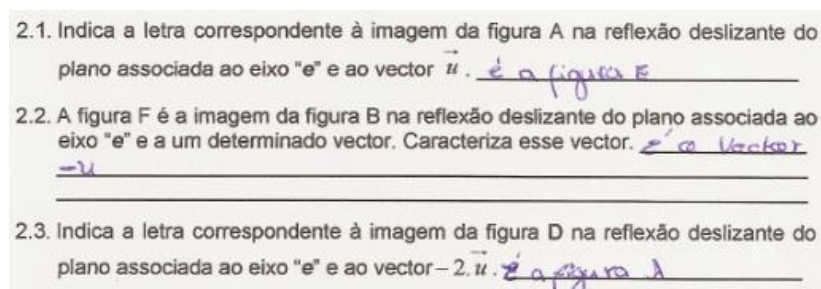 2.1. Indica a letra correspondente à imagem da figura A na reflexão deslizante do
plano associada ao eixo "e" e ao vector u. é a figura E
2.2. A figura F é a imagem da figura B na reflexão deslizante do plano associada ao
eixo "e" e a um determinado vector. Caracteriza esse vector. é o Vector
-u
2.3. Indica a letra correspondente à imagem da figura D na reflexão deslizante do
plano associada ao eixo "e" e ao vector – 2.u. É a figura A